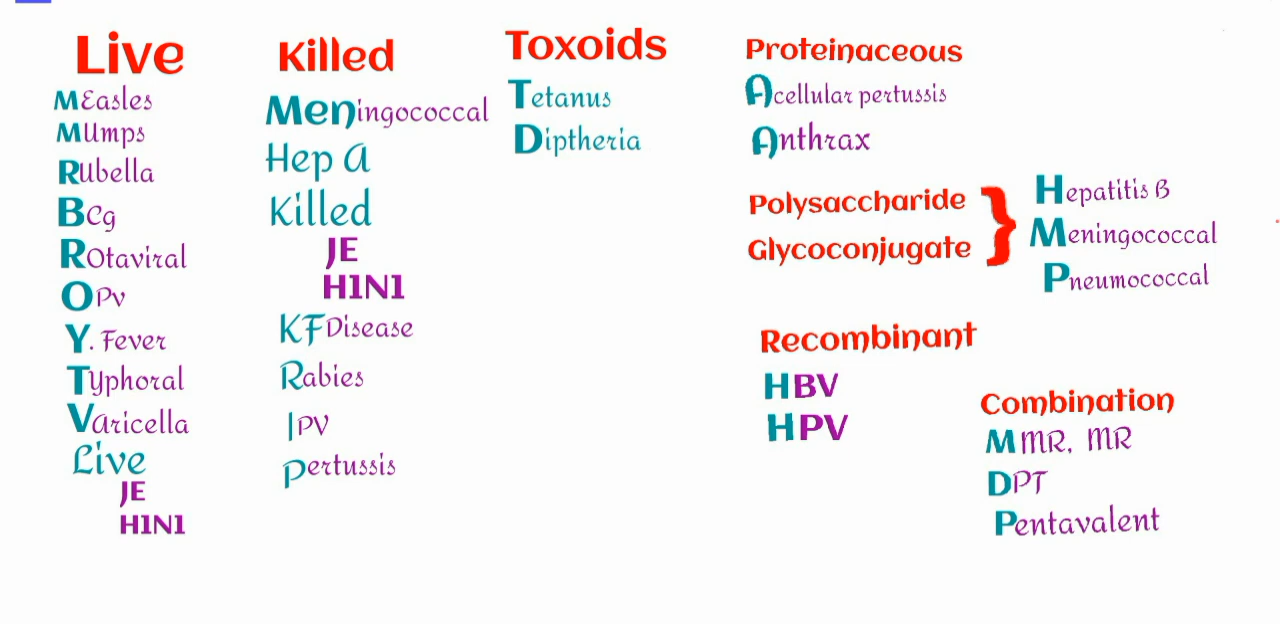 Live
MEasles
MUmps
RUbella
BCg
ROtaviral
OPv
Y. Fever
TYphoral
VAricella
Live
JE
H1N1
Killed
Meningococcal
Hep A
Killed
JE
H1N1
KFDisease
Rabies
IPV
Pertussis
Toxoids
Tetanus
Diptheria
Proteinaceous
Acellular pertussis
Anthrax
Polysaccharide
Glycoconjugate
}
Hepatitis B
Meningococcal
Pneumococcal
Recombinant
HBV
HPV
Combination
MMR, MR
DPT
Pentavalent